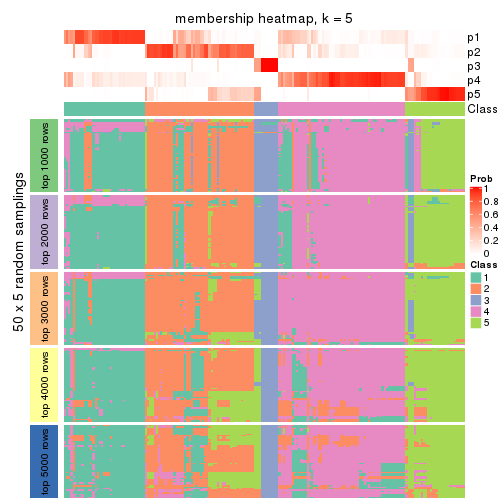 membership heatmap, k = 5
p1
p2
p3
p4
p5
Class
50 x 5 random samplings
top 1000 rows
top 2000 rows
top 3000 rows
top 4000 rows
top 5000 rows
Prob
1
0.8
0.6
0.4
0.2
0
Class
1
2
3
4
5